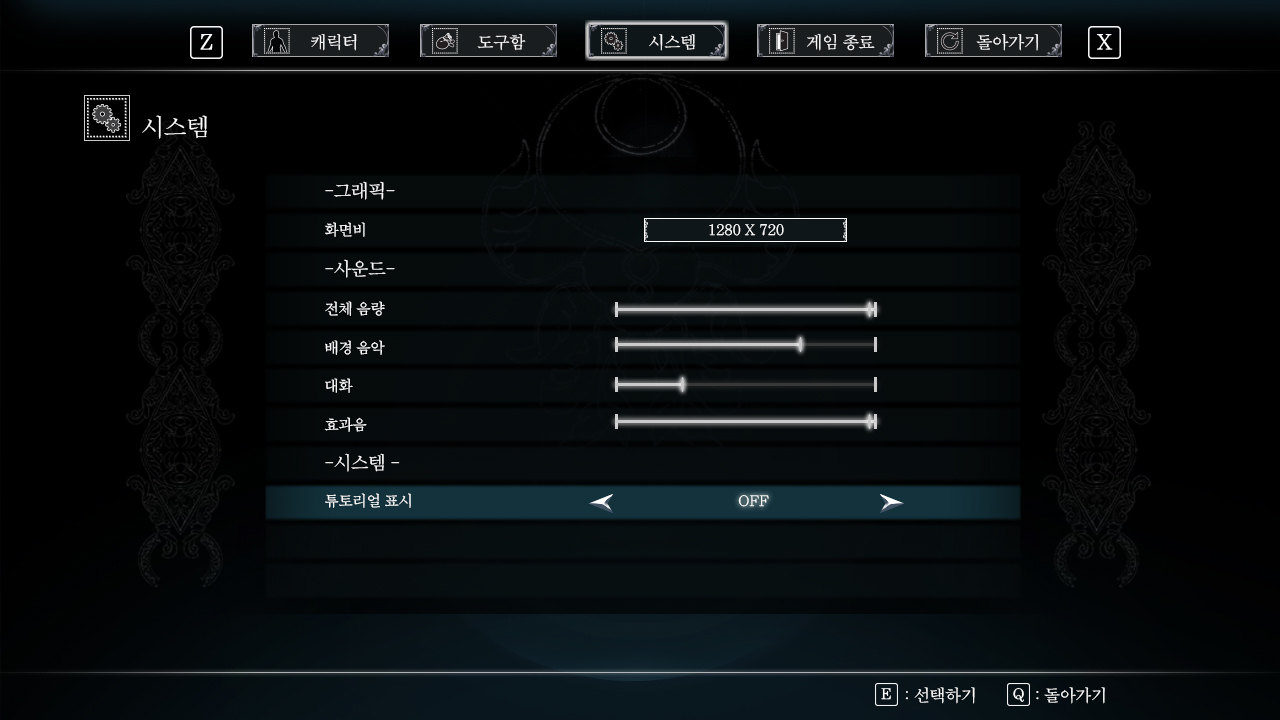 Z 캐릭터 도구함 시스템 게임 종료 돌아가기 X
시스템
-그래픽-
화면비 1280 X 720
-사운드-
전체 음량
배경 음악
대화
효과음
-시스템 -
튜토리얼 표시 OFF
E : 선택하기 Q : 돌아가기